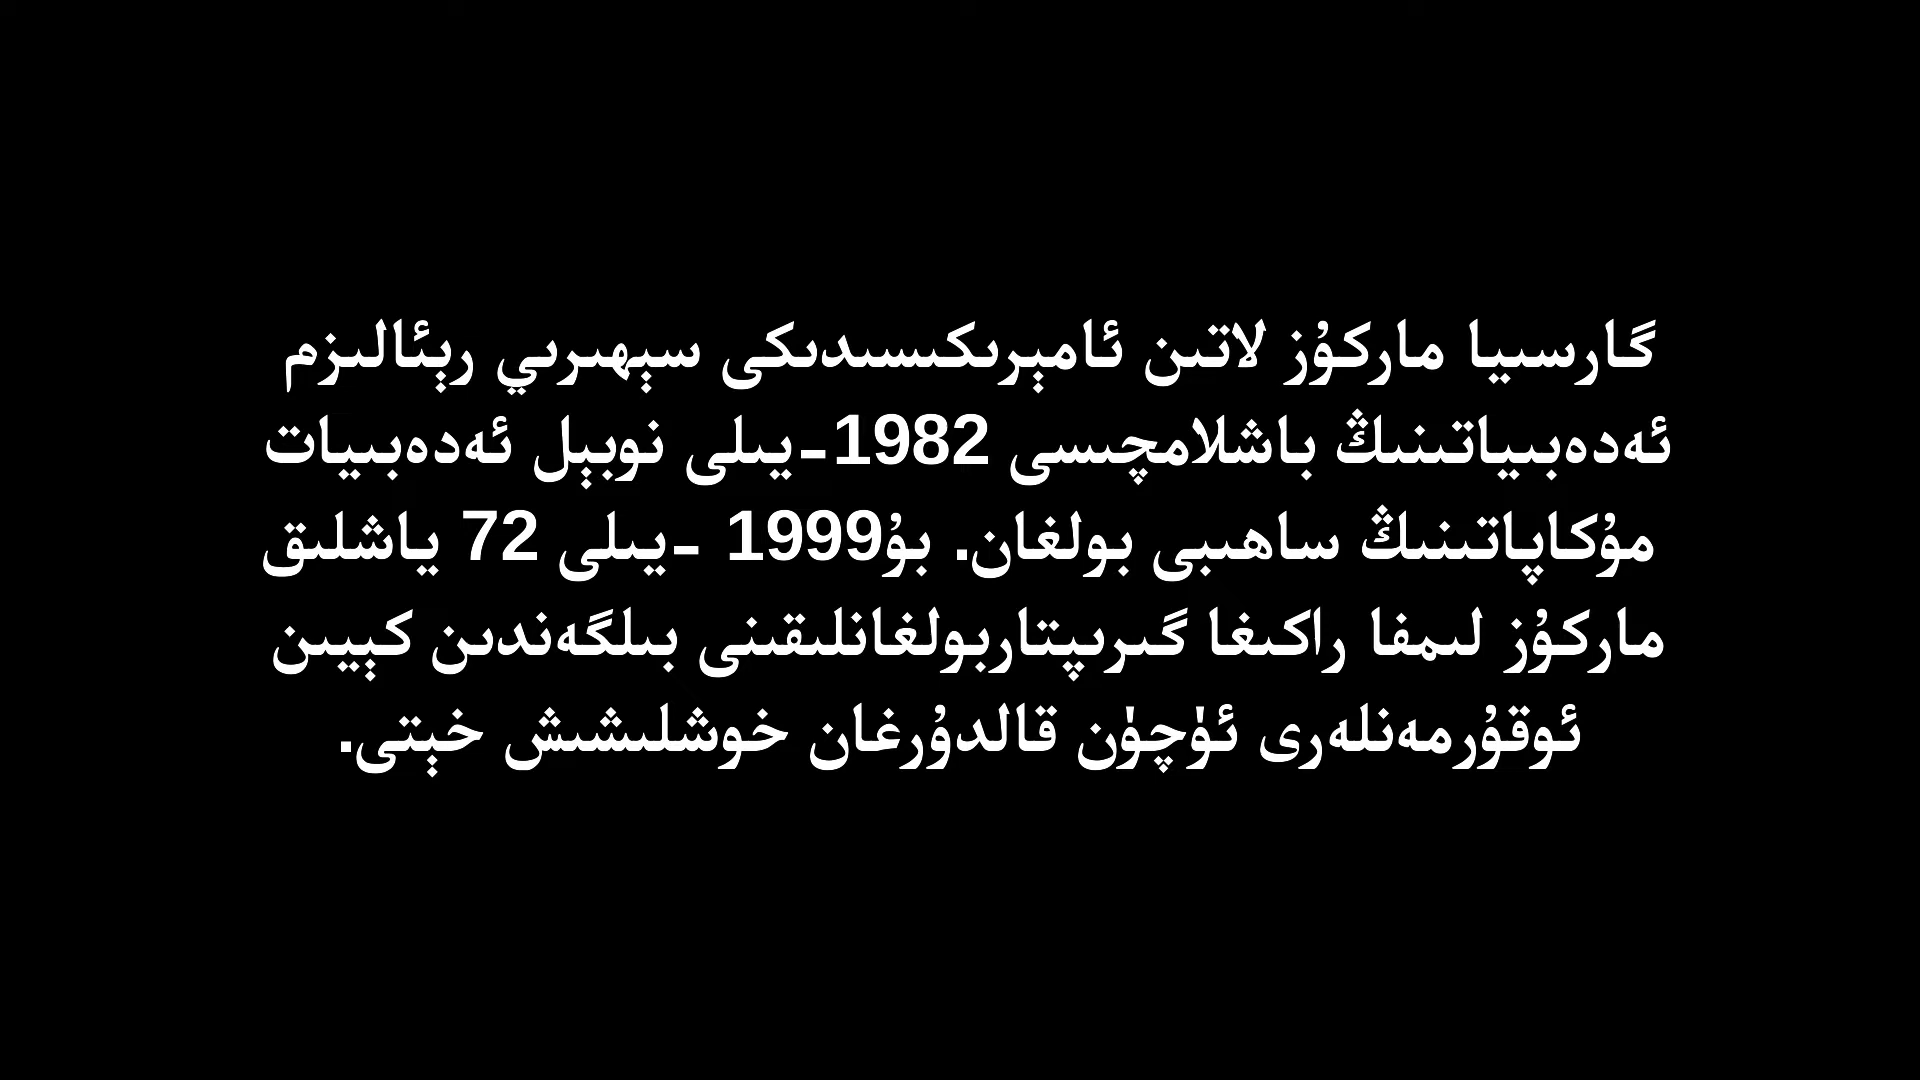 گارسىيا ماركۇز لاتىن ئامېرىكىسىدىكى سېھىرىي رېئالىزم
ئەدەبىياتىنىڭ باشلامچىسى 1982-يىلى نوبېل ئەدەبىيات
مۇكاپاتىنىڭ ساھىبى بولغان. بۇ1999 -يىلى 72 ياشلىق
ماركۇز لىمفا راكىغا گىرىپتاربولغانلىقىنى بىلگەندىن كېيىن
ئوقۇرمەنلەرى ئۈچۈن قالدۇرغان خوشلىشىش خېتى.